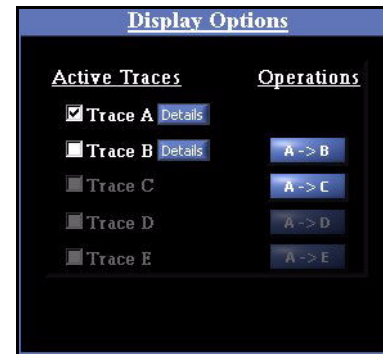 Display Options
Active Traces Operations
Trace A Details
Trace B Details A->B
Trace C A->C
Trace D A->D
Trace E A->E